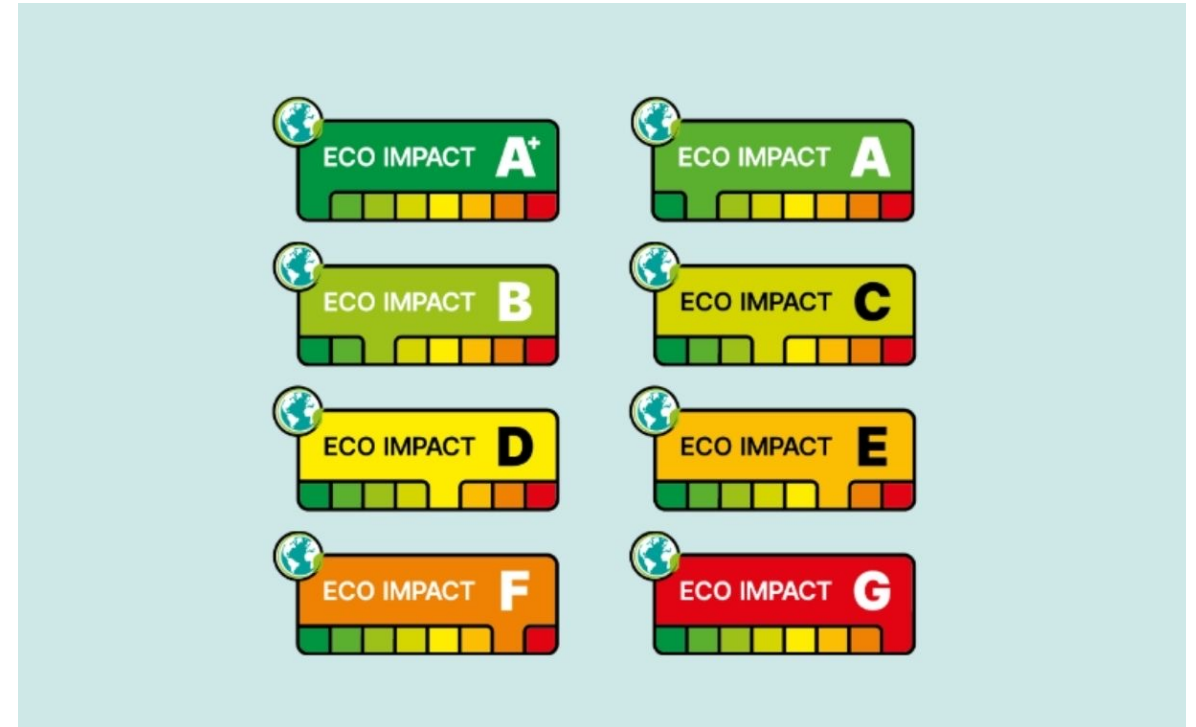 ECO IMPACT A+
ECO IMPACT A
ECO IMPACT B
ECO IMPACT C
ECO IMPACT D
ECO IMPACT E
ECO IMPACT F
ECO IMPACT G